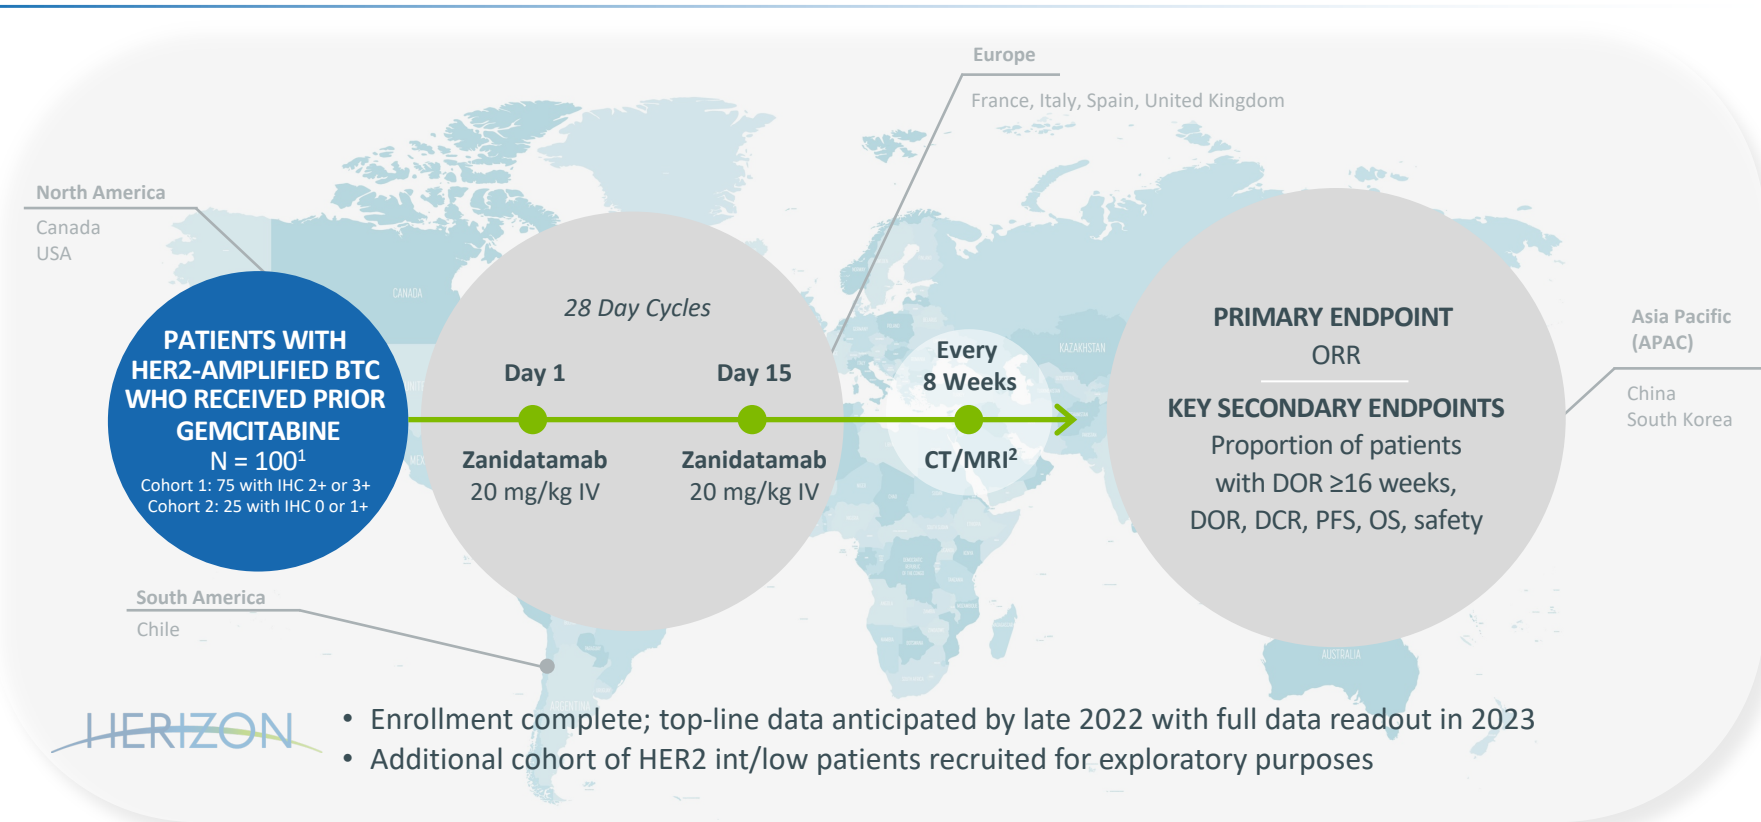 Europe
France, Italy, Spain, United Kingdom
North America
Canada
USA
PATIENTS WITH
HER2-AMPLIFIED BTC
WHO RECEIVED PRIOR
GEMCITABINE
N = 100¹
Cohort 1: 75 with IHC 2+ or 3+
Cohort 2: 25 with IHC 0 or 1+
28 Day Cycles
Day 1
Day 15
Zanidatamab
20 mg/kg IV
Zanidatamab
20 mg/kg IV
Every
8 Weeks
CT/MRI²
PRIMARY ENDPOINT
ORR
KEY SECONDARY ENDPOINTS
Proportion of patients
with DOR ≥16 weeks,
DOR, DCR, PFS, OS, safety
Asia Pacific
(APAC)
China
South Korea
South America
Chile
CANADA
KAZAKHSTAN
AUSTRALIA
ARGENTINA
HERIZON
• Enrollment complete; top-line data anticipated by late 2022 with full data readout in 2023
• Additional cohort of HER2 int/low patients recruited for exploratory purposes